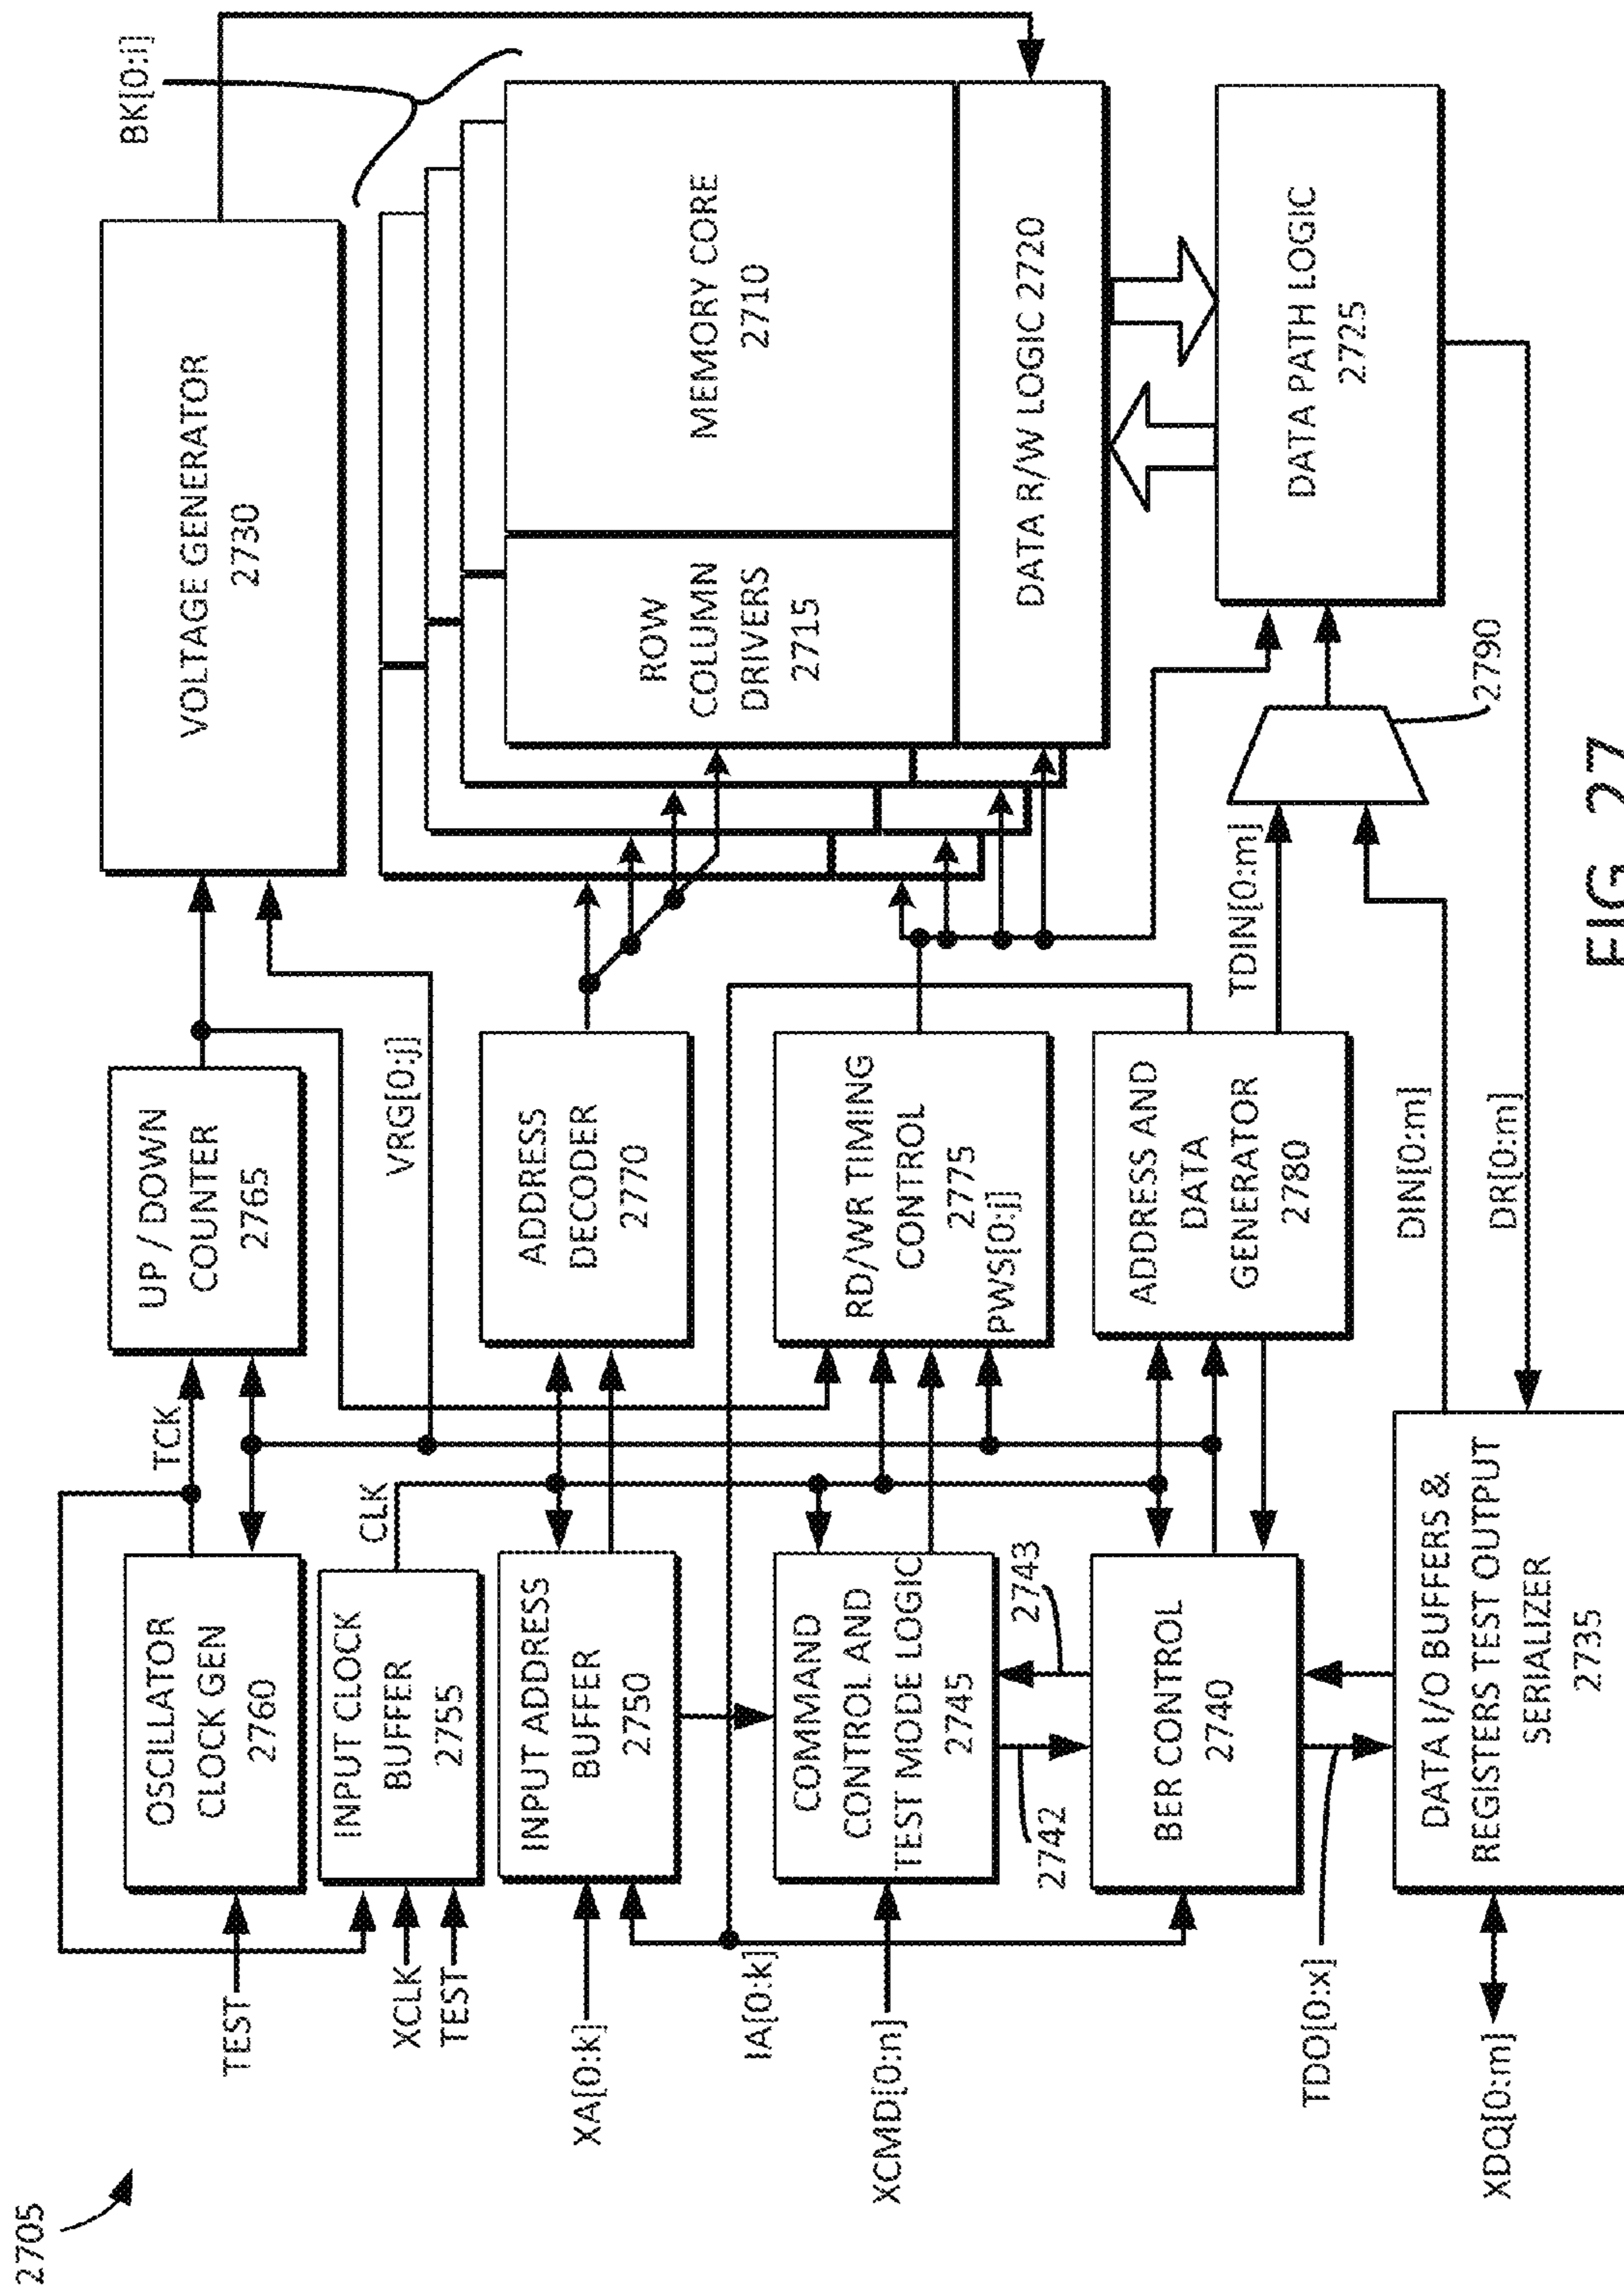 2705
TEST
XCLK
TEST
XA[0:k]
IA[0:k]
XCMD[0:n]
TDO[0:x]
XDQ[0:m]
OSCILLATOR
CLOCK GEN
2760
INPUT CLOCK
BUFFER
2755
INPUT ADDRESS
BUFFER
2750
COMMAND
CONTROL AND
TEST MODE LOGIC
2745
2742
2743
BER CONTROL
2740
DATA I/O BUFFERS &
REGISTERS TEST OUTPUT
SERIALIZER
2735
TCK
CLK
UP / DOWN
COUNTER
2765
VRG[0:j]
ADDRESS
DECODER
2770
RD/WR TIMING
CONTROL
2775
PWS[0:j]
ADDRESS AND
DATA
GENERATOR
2780
DIN[0:m]
DR[0:m]
TDIN[0:m]
2790
VOLTAGE GENERATOR
2730
BK[0:i]
ROW
COLUMN
DRIVERS
2715
MEMORY CORE
2710
DATA R/W LOGIC 2720
DATA PATH LOGIC
2725
FIG. 27